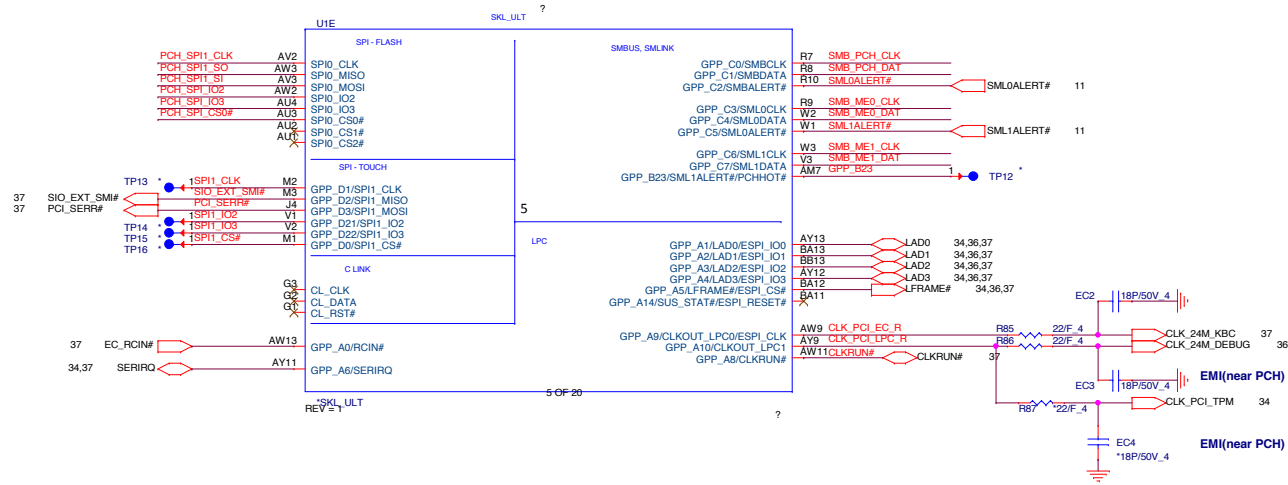 ?
U1E
SKL_ULT
SPI - FLASH
SMBUS, SMLINK
PCH_SPI1_CLK AV2 SPI0_CLK
PCH_SPI1_SO AW3 SPI0_MISO
PCH_SPI1_SI AV3 SPI0_MOSI
PCH_SPI_IO2 AW2 SPI0_IO2
PCH_SPI_IO3 AU4 SPI0_IO3
PCH_SPI_CS0# AU3 SPI0_CS0#
AU2 SPI0_CS1#
AU1 SPI0_CS2#
GPP_C0/SMBCLK R7 SMB_PCH_CLK
GPP_C1/SMBDATA R8 SMB_PCH_DAT
GPP_C2/SMBALERT# R10 SML0ALERT# SML0ALERT# 11
GPP_C3/SML0CLK R9 SMB_ME0_CLK
GPP_C4/SML0DATA W2 SMB_ME0_DAT
GPP_C5/SML0ALERT# W1 SML1ALERT# SML1ALERT# 11
GPP_C6/SML1CLK W3 SMB_ME1_CLK
GPP_C7/SML1DATA V3 SMB_ME1_DAT
GPP_B23/SML1ALERT#/PCHHOT# AM7 GPP_B23 1 TP12 *
SPI - TOUCH
TP13 * 1 SPI1_CLK M2 GPP_D1/SPI1_CLK
37 SIO_EXT_SMI# SIO_EXT_SMI# M3 GPP_D2/SPI1_MISO
37 PCI_SERR# PCI_SERR# J4 GPP_D3/SPI1_MOSI
TP14 * 1 SPI1_IO2 V1 GPP_D21/SPI1_IO2
TP15 * 1 SPI1_IO3 V2 GPP_D22/SPI1_IO3
TP16 * 1 SPI1_CS# M1 GPP_D0/SPI1_CS#
5
LPC
GPP_A1/LAD0/ESPI_IO0 AY13 LAD0 34,36,37
GPP_A2/LAD1/ESPI_IO1 BA13 LAD1 34,36,37
GPP_A3/LAD2/ESPI_IO2 BB13 LAD2 34,36,37
GPP_A4/LAD3/ESPI_IO3 AY12 LAD3 34,36,37
GPP_A5/LFRAME#/ESPI_CS# BA12 LFRAME# 34,36,37
GPP_A14/SUS_STAT#/ESPI_RESET# BA11
C LINK
G3 CL_CLK
G2 CL_DATA
G1 CL_RST#
EC2 18P/50V_4
37 EC_RCIN# AW13 GPP_A0/RCIN#
34,37 SERIRQ AY11 GPP_A6/SERIRQ
GPP_A9/CLKOUT_LPC0/ESPI_CLK AW9 CLK_PCI_EC_R R85 22/F_4 CLK_24M_KBC 37
GPP_A10/CLKOUT_LPC1 AY9 CLK_PCI_LPC_R R86 22/F_4 CLK_24M_DEBUG 36
GPP_A8/CLKRUN# AW11 CLKRUN# CLKRUN# 37
EMI(near PCH)
EC3 18P/50V_4
R87 *22/F_4 CLK_PCI_TPM 34
5 OF 20
*SKL_ULT
REV = 1
?
EC4
*18P/50V_4
EMI(near PCH)